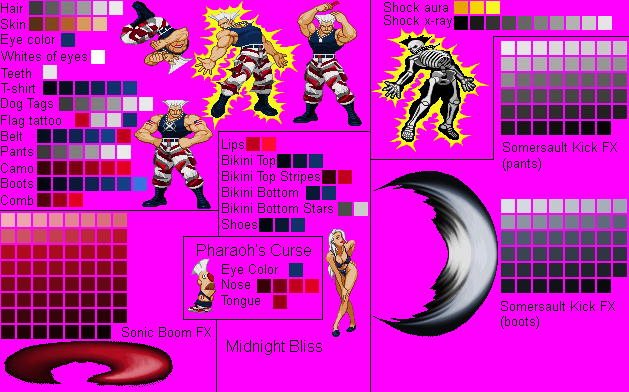 Hair
Skin
Eye color
Whites of eyes
Teeth
T-shirt
Dog Tags
Flag tattoo
Belt
Pants
Camo
Boots
Comb
Shock aura
Shock x-ray
Somersault Kick FX
(pants)
Lips
Bikini Top
Bikini Top Stripes
Bikini Bottom
Bikini Bottom Stars
Shoes
Pharaoh's Curse
Eye Color
Nose
Tongue
Midnight Bliss
Sonic Boom FX
Somersault Kick FX
(boots)